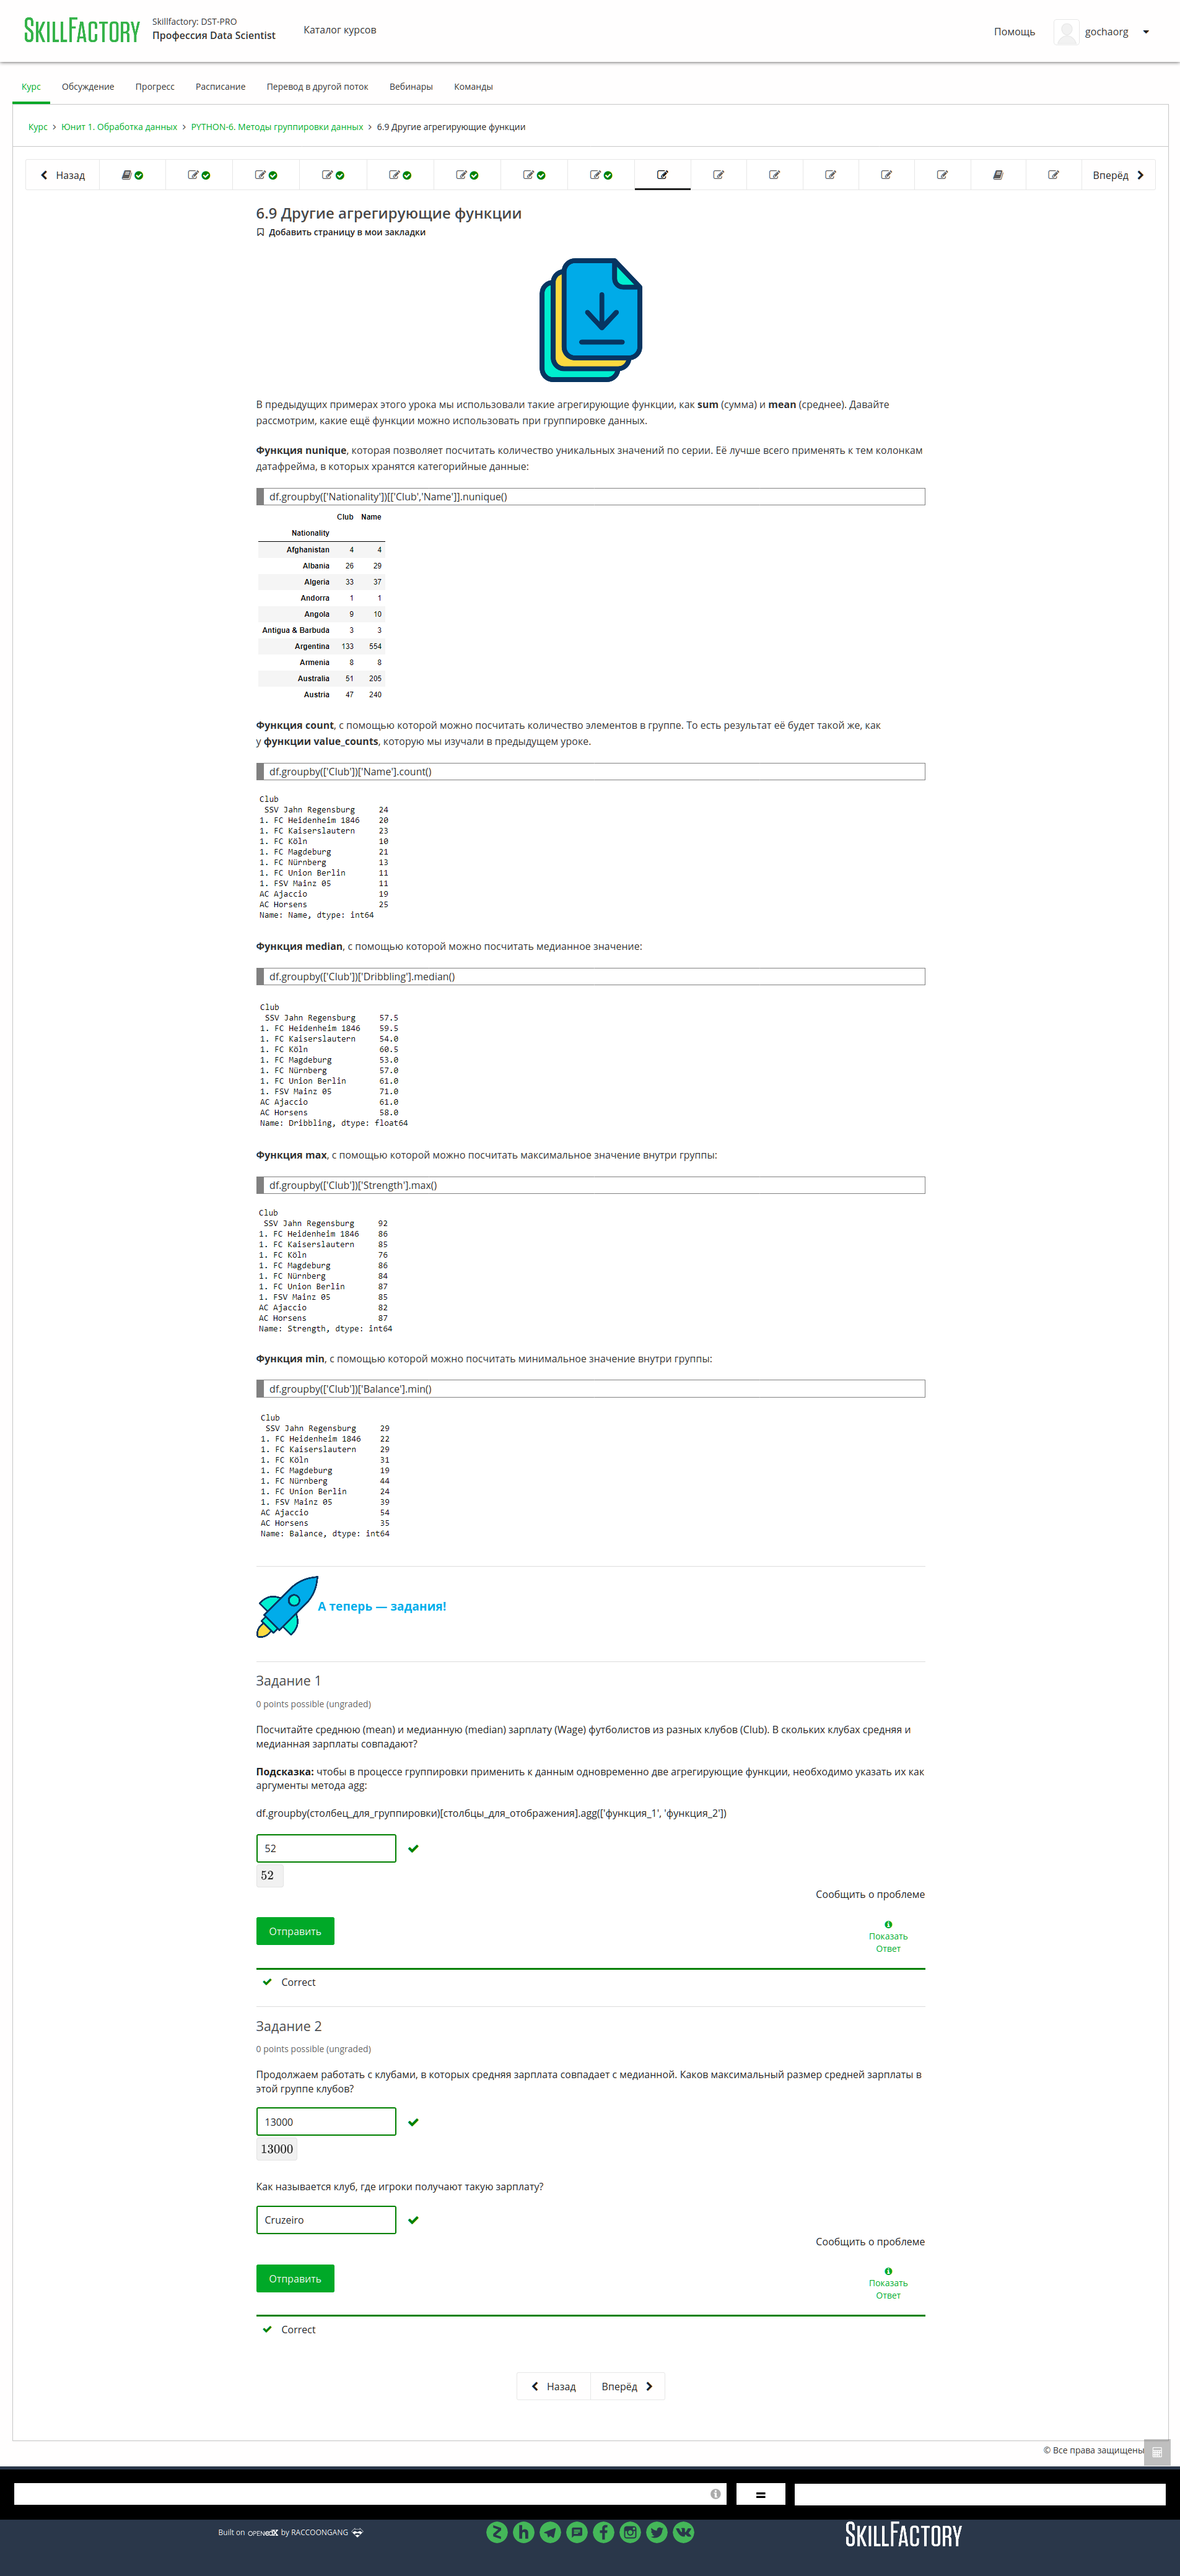 SKILLFACTORY
Skillfactory: DST-PRO
Профессия Data Scientist
Каталог курсов
Помощь
gochaorg
Курс Обсуждение Прогресс Расписание Перевод в другой поток Вебинары Команды
Курс > Юнит 1. Обработка данных > PYTHON-6. Методы группировки данных > 6.9 Другие агрегирующие функции
Назад
Вперёд
6.9 Другие агрегирующие функции
Добавить страницу в мои закладки
В предыдущих примерах этого урока мы использовали такие агрегирующие функции, как sum (сумма) и mean (среднее). Давайте
рассмотрим, какие ещё функции можно использовать при группировке данных.
Функция nunique, которая позволяет посчитать количество уникальных значений по серии. Её лучше всего применять к тем колонкам
датафрейма, в которых хранятся категорийные данные:
df.groupby(['Nationality'])[['Club','Name']].nunique()
Club Name
Nationality
Afghanistan 4 4
Albania 26 29
Algeria 33 37
Andorra 1 1
Angola 9 10
Antigua & Barbuda 3 3
Argentina 133 554
Armenia 8 8
Australia 51 205
Austria 47 240
Функция count, с помощью которой можно посчитать количество элементов в группе. То есть результат её будет такой же, как
у функции value_counts, которую мы изучали в предыдущем уроке.
df.groupby(['Club'])['Name'].count()
Club
SSV Jahn Regensburg 24
1. FC Heidenheim 1846 20
1. FC Kaiserslautern 23
1. FC Köln 10
1. FC Magdeburg 21
1. FC Nürnberg 13
1. FC Union Berlin 11
1. FSV Mainz 05 11
AC Ajaccio 19
AC Horsens 25
Name: Name, dtype: int64
Функция median, с помощью которой можно посчитать медианное значение:
df.groupby(['Club'])['Dribbling'].median()
Club
SSV Jahn Regensburg 57.5
1. FC Heidenheim 1846 59.5
1. FC Kaiserslautern 54.0
1. FC Köln 60.5
1. FC Magdeburg 53.0
1. FC Nürnberg 57.0
1. FC Union Berlin 61.0
1. FSV Mainz 05 71.0
AC Ajaccio 61.0
AC Horsens 58.0
Name: Dribbling, dtype: float64
Функция max, с помощью которой можно посчитать максимальное значение внутри группы:
df.groupby(['Club'])['Strength'].max()
Club
SSV Jahn Regensburg 92
1. FC Heidenheim 1846 86
1. FC Kaiserslautern 85
1. FC Köln 76
1. FC Magdeburg 86
1. FC Nürnberg 84
1. FC Union Berlin 87
1. FSV Mainz 05 85
AC Ajaccio 82
AC Horsens 87
Name: Strength, dtype: int64
Функция min, с помощью которой можно посчитать минимальное значение внутри группы:
df.groupby(['Club'])['Balance'].min()
Club
SSV Jahn Regensburg 29
1. FC Heidenheim 1846 22
1. FC Kaiserslautern 29
1. FC Köln 31
1. FC Magdeburg 19
1. FC Nürnberg 44
1. FC Union Berlin 24
1. FSV Mainz 05 39
AC Ajaccio 54
AC Horsens 35
Name: Balance, dtype: int64
А теперь — задания!
Задание 1
0 points possible (ungraded)
Посчитайте среднюю (mean) и медианную (median) зарплату (Wage) футболистов из разных клубов (Club). В скольких клубах средняя и
медианная зарплаты совпадают?
Подсказка: чтобы в процессе группировки применить к данным одновременно две агрегирующие функции, необходимо указать их как
аргументы метода agg:
df.groupby(столбец_для_группировки)[столбцы_для_отображения].agg(['функция_1', 'функция_2'])
52
52
Сообщить о проблеме
Отправить
Показать
Ответ
Correct
Задание 2
0 points possible (ungraded)
Продолжаем работать с клубами, в которых средняя зарплата совпадает с медианной. Каков максимальный размер средней зарплаты в
этой группе клубов?
13000
13000
Как называется клуб, где игроки получают такую зарплату?
Cruzeiro
Сообщить о проблеме
Отправить
Показать
Ответ
Correct
Назад Вперёд
© Все права защищены
=
Built on OPEN edX by RACCOONGANG
SKILLFACTORY